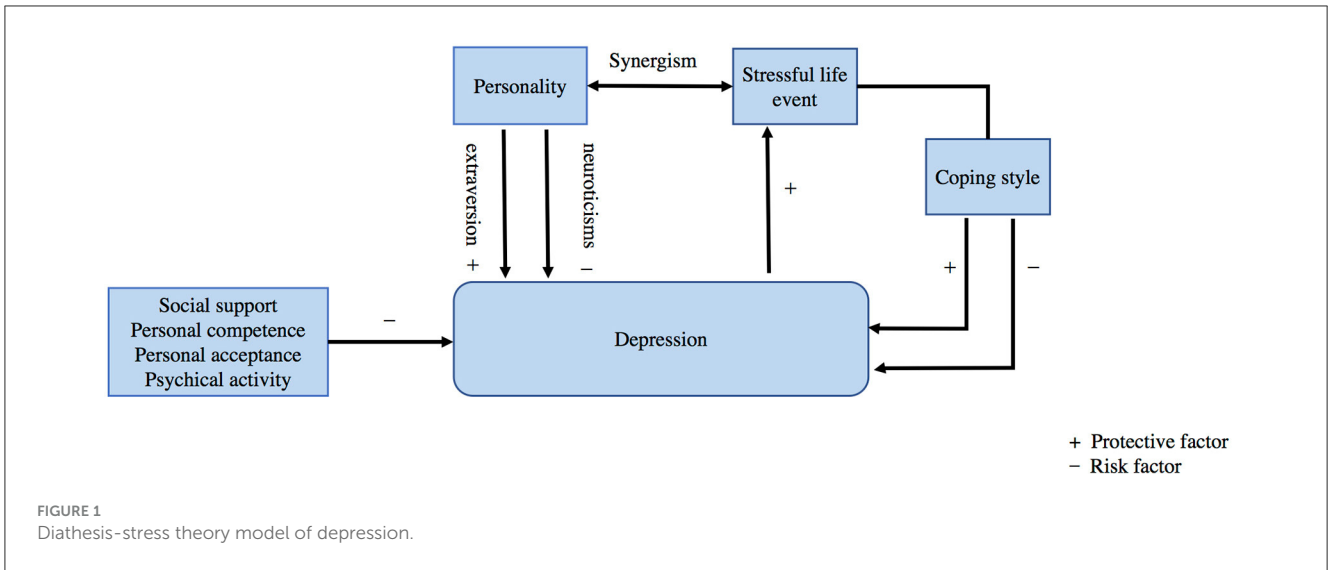 Synergism
Personality
Stressful life
event
extraversion
+
neuroticisms
−
+
Coping style
+
−
Social support
Personal competence
Personal acceptance
Psychical activity
−
Depression
+ Protective factor
− Risk factor
FIGURE 1
Diathesis-stress theory model of depression.